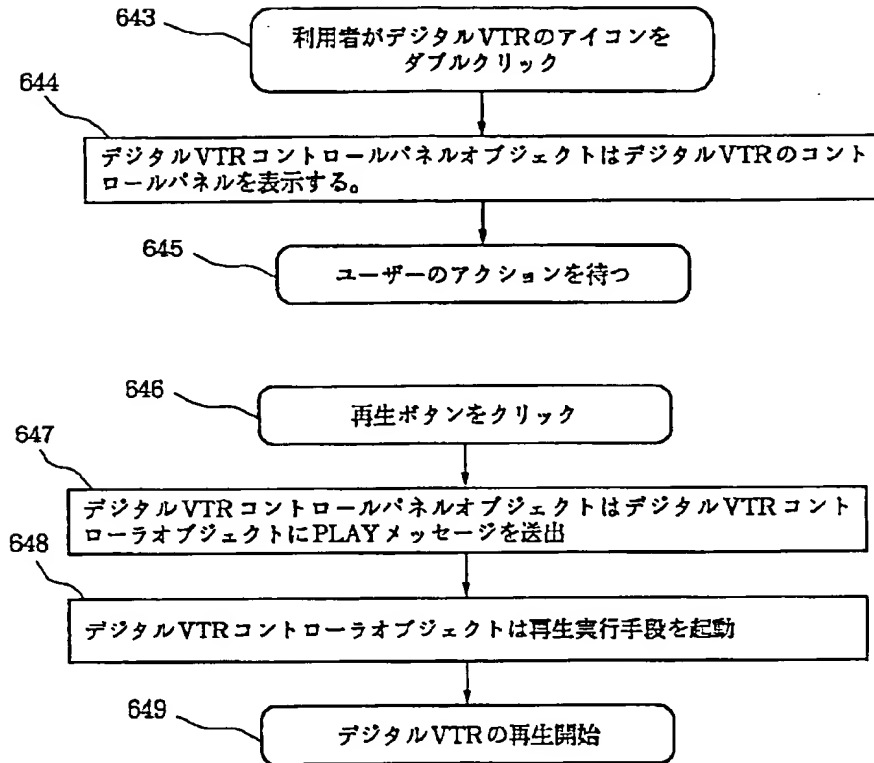 643
利用者がデジタルVTRのアイコンを
ダブルクリック
644
デジタルVTRコントロールパネルオブジェクトはデジタルVTRのコント
ロールパネルを表示する。
645
ユーザーのアクションを待つ
646
再生ボタンをクリック
647
デジタルVTRコントロールパネルオブジェクトはデジタルVTRコント
ローラオブジェクトにPLAYメッセージを送出
648
デジタルVTRコントローラオブジェクトは再生実行手段を起動
649
デジタルVTRの再生開始